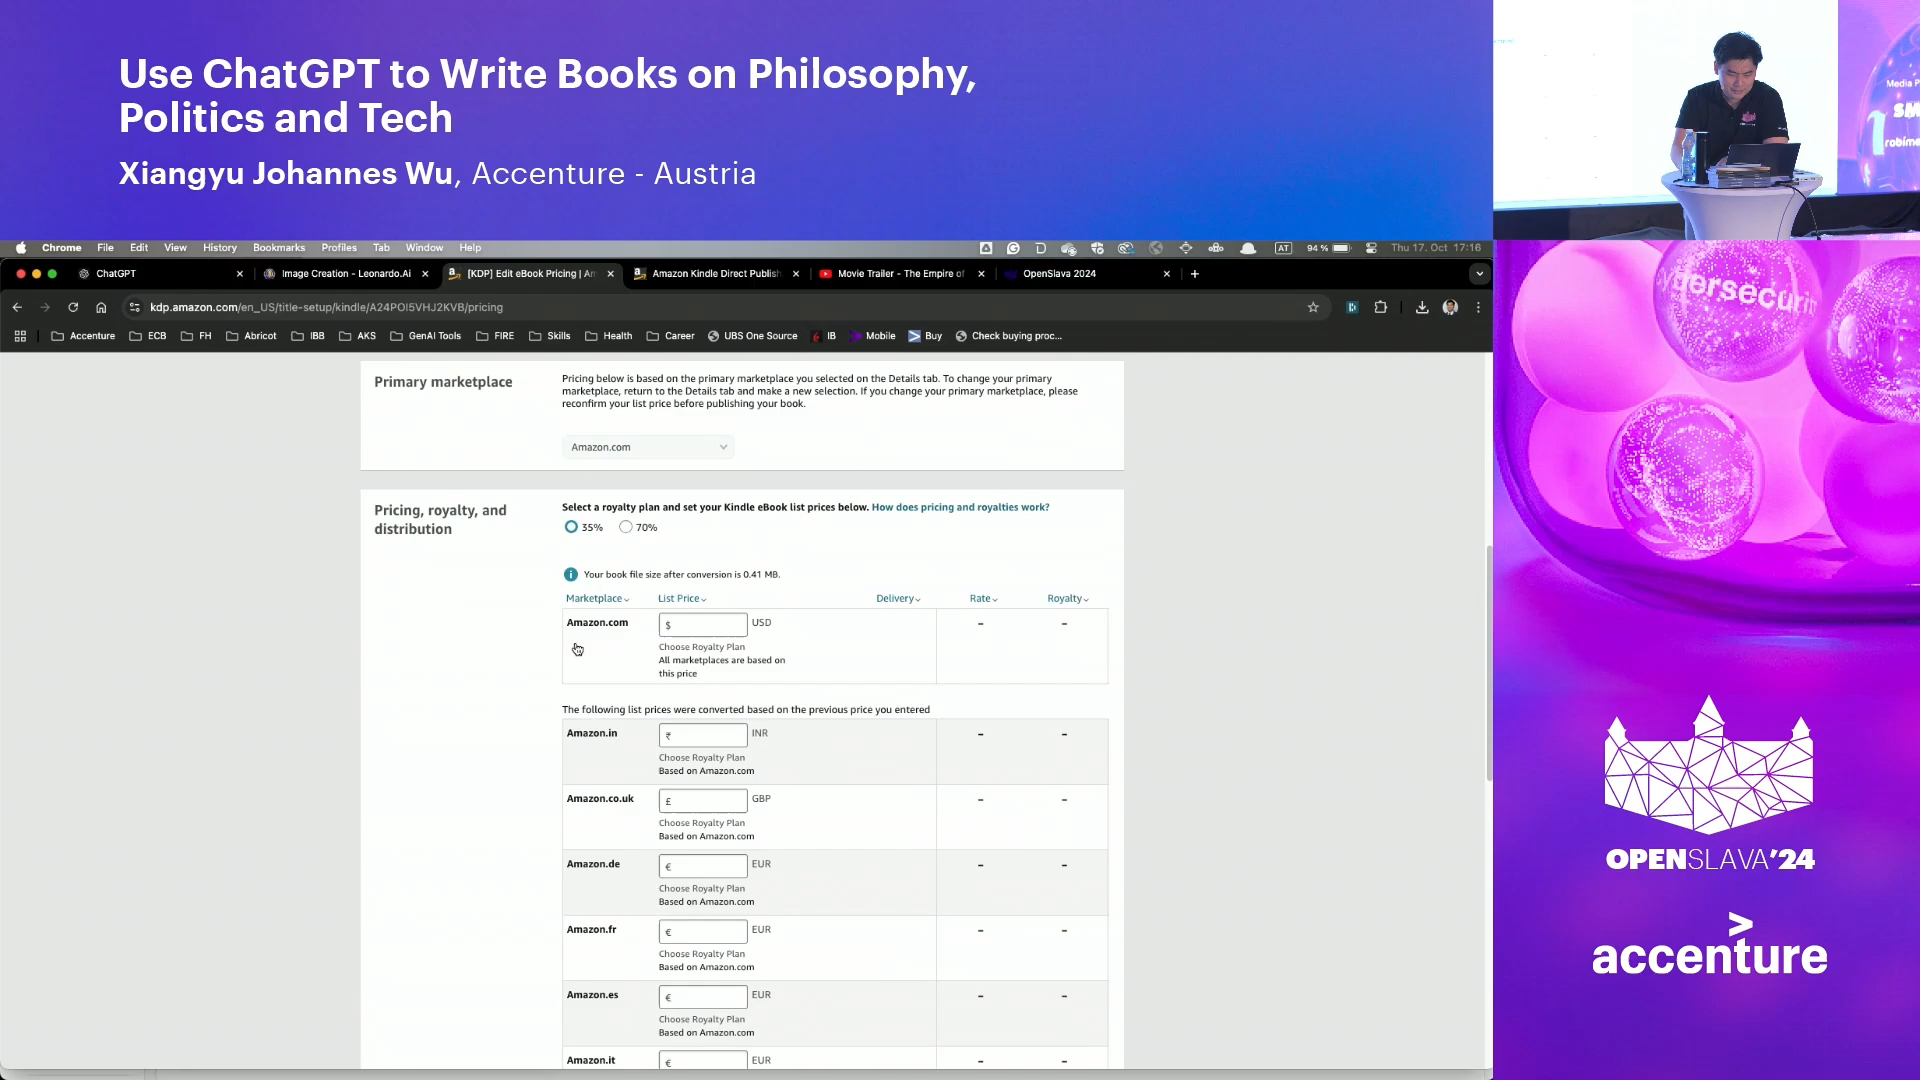 Use ChatGPT to Write Books on Philosophy,
Politics and Tech
Xiangyu Johannes Wu, Accenture - Austria
Media P
SM
robime
Chrome File Edit View History Bookmarks Profiles Tab Window Help
AT 94 % Thu 17. Oct 17:16
ChatGPT
Image Creation - Leonardo.Ai
[KDP] Edit eBook Pricing | Am
Amazon Kindle Direct Publish
Movie Trailer - The Empire of
OpenSlava 2024
kdp.amazon.com/en_US/title-setup/kindle/A24POI5VHJ2KVB/pricing
Accenture ECB FH Abricot IBB AKS GenAI Tools FIRE Skills Health Career UBS One Source IB Mobile Buy Check buying proc...
Primary marketplace
Pricing below is based on the primary marketplace you selected on the Details tab. To change your primary
marketplace, return to the Details tab and make a new selection. If you change your primary marketplace, please
reconfirm your list price before publishing your book.
Amazon.com
Pricing, royalty, and
distribution
Select a royalty plan and set your Kindle eBook list prices below. How does pricing and royalties work?
35% 70%
Your book file size after conversion is 0.41 MB.
Marketplace List Price Delivery Rate Royalty
Amazon.com $ USD – –
Choose Royalty Plan
All marketplaces are based on
this price
The following list prices were converted based on the previous price you entered
Amazon.in ₹ INR – –
Choose Royalty Plan
Based on Amazon.com
Amazon.co.uk £ GBP – –
Choose Royalty Plan
Based on Amazon.com
Amazon.de € EUR – –
Choose Royalty Plan
Based on Amazon.com
Amazon.fr € EUR – –
Choose Royalty Plan
Based on Amazon.com
Amazon.es € EUR – –
Choose Royalty Plan
Based on Amazon.com
Amazon.it € EUR – –
ybersecurit
OPENSLAVA'24
accenture